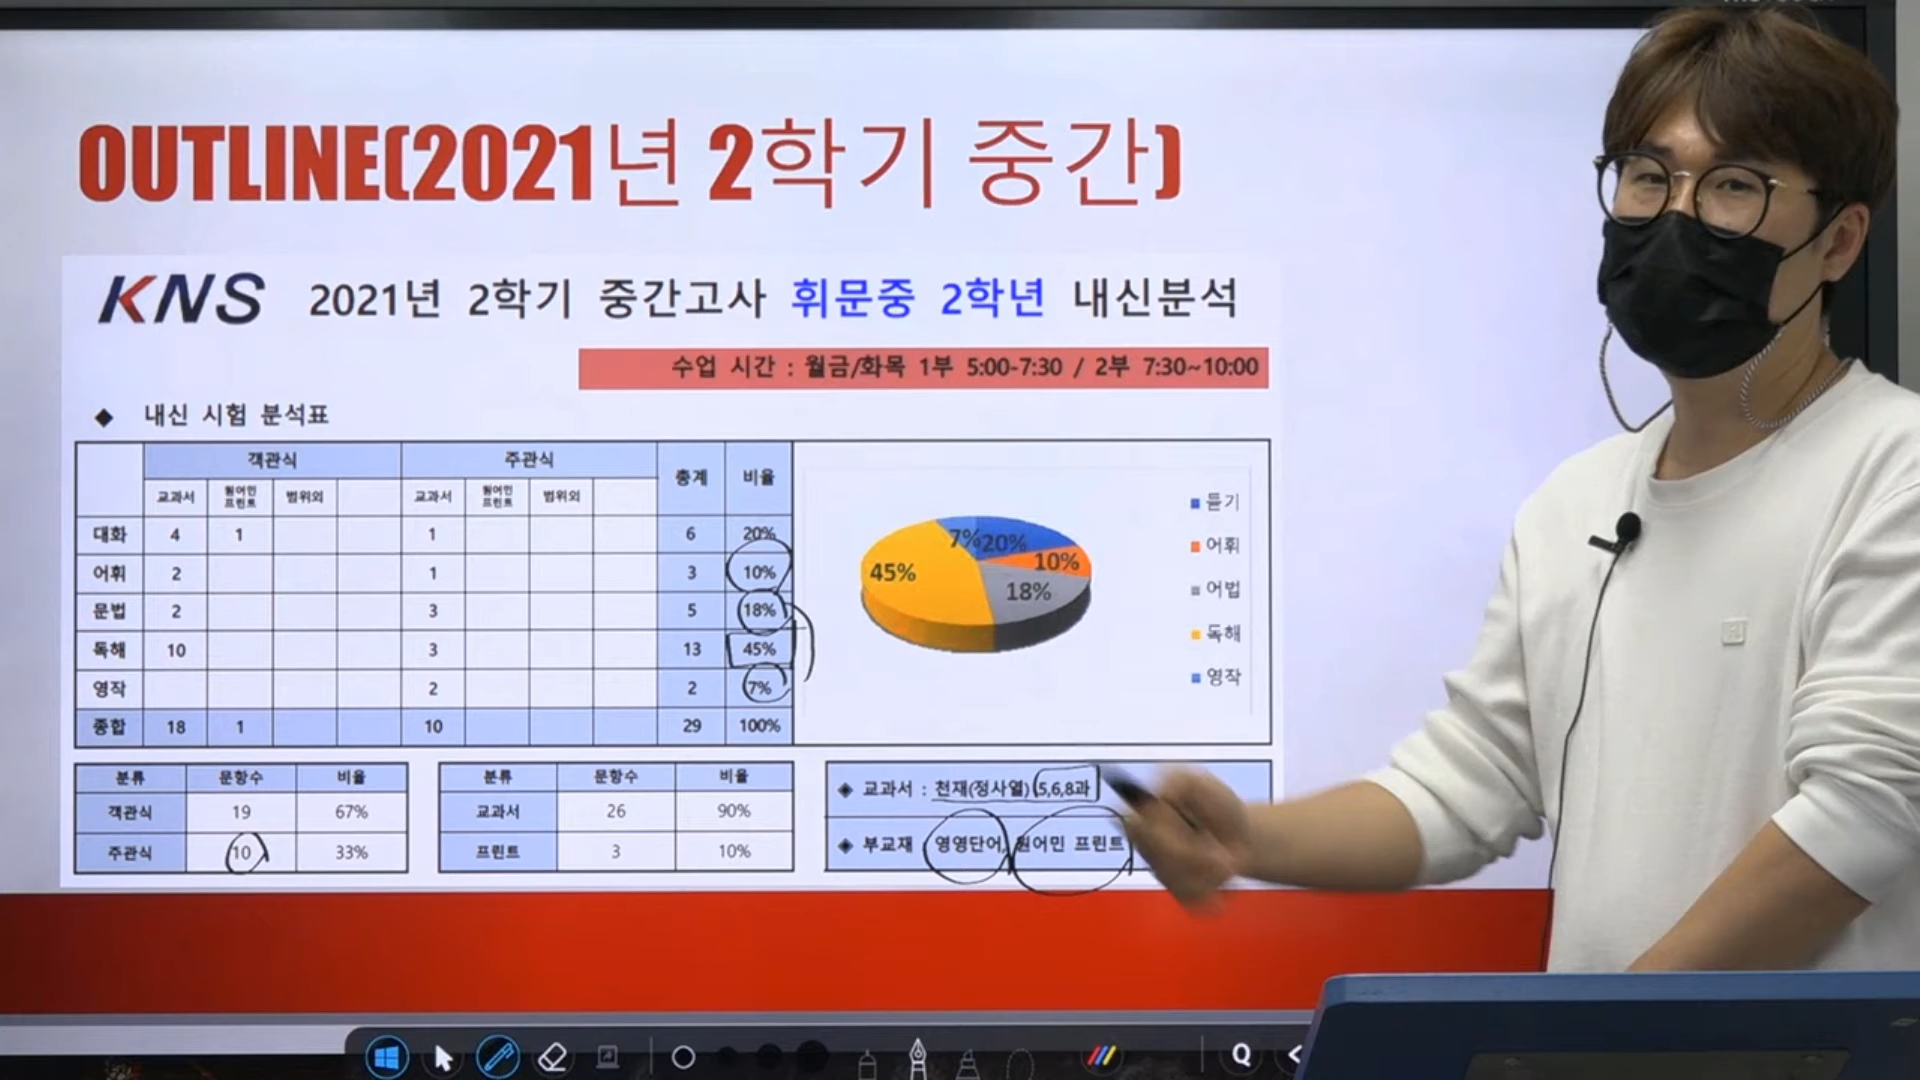 OUTLINE(2021년 2학기 중간)
KNS 2021년 2학기 중간고사 휘문중 2학년 내신분석
수업 시간 : 월금/화목 1부 5:00-7:30 / 2부 7:30~10:00
◆ 내신 시험 분석표
객관식 주관식 총계 비율
교과서 원어민 프린트 범위외 교과서 원어민 프린트 범위외
대화 4 1 1 6 20%
어휘 2 1 3 10%
문법 2 3 5 18%
독해 10 3 13 45%
영작 2 2 7%
종합 18 1 10 29 100%
7% 20% 10% 18% 45%
듣기
어휘
어법
독해
영작
분류 문항수 비율
객관식 19 67%
주관식 10 33%
분류 문항수 비율
교과서 26 90%
프린트 3 10%
◈ 교과서 : 천재(정사열) 5,6,8과
◈ 부교재 영영단어, 원어민 프린트